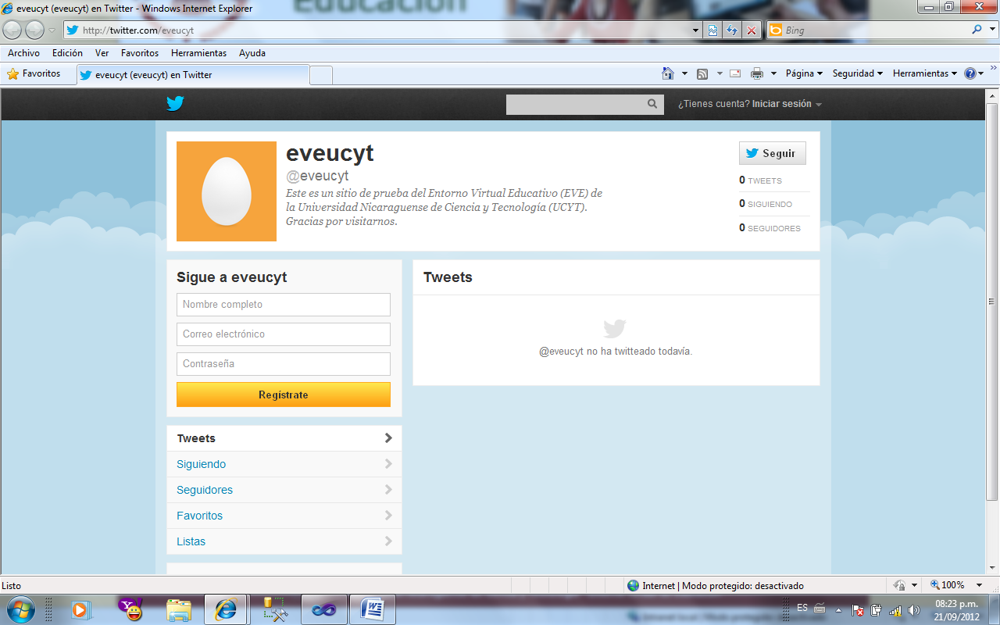 Educación
eveucyt (eveucyt) en Twitter - Windows Internet Explorer
http://twitter.com/eveucyt
Bing
Archivo Edición Ver Favoritos Herramientas Ayuda
Favoritos eveucyt (eveucyt) en Twitter Página Seguridad Herramientas
¿Tienes cuenta? Iniciar sesión
eveucyt
@eveucyt
Este es un sitio de prueba del Entorno Virtual Educativo (EVE) de
la Universidad Nicaraguense de Ciencia y Tecnología (UCYT).
Gracias por visitarnos.
Seguir
0 TWEETS
0 SIGUIENDO
0 SEGUIDORES
Sigue a eveucyt
Nombre completo
Correo electrónico
Contraseña
Regístrate
Tweets
Siguiendo
Seguidores
Favoritos
Listas
Tweets
@eveucyt no ha twitteado todavía.
Listo
Internet | Modo protegido: desactivado
100%
ES
08:23 p.m.
21/09/2012